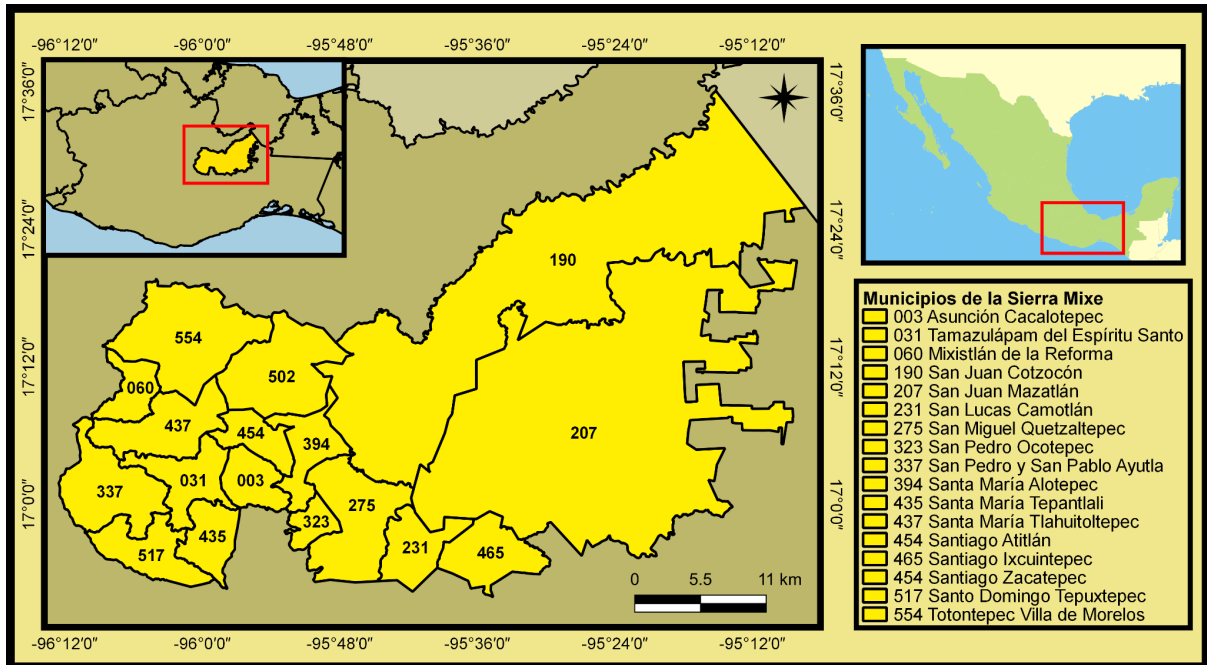 -96°12′0″ -96°0′0″ -95°48′0″ -95°36′0″ -95°24′0″ -95°12′0″
17°36′0″
17°24′0″
17°12′0″
17°0′0″
17°36′0″
17°24′0″
17°12′0″
17°0′0″
190
554
502
060
437
454
394
207
337
031
003
275
323
517
435
231
465
0 5.5 11 km
-96°12′0″ -96°0′0″ -95°48′0″ -95°36′0″ -95°24′0″ -95°12′0″
Municipios de la Sierra Mixe
003 Asunción Cacalotepec
031 Tamazulápam del Espíritu Santo
060 Mixistlán de la Reforma
190 San Juan Cotzocón
207 San Juan Mazatlán
231 San Lucas Camotlán
275 San Miguel Quetzaltepec
323 San Pedro Ocotepec
337 San Pedro y San Pablo Ayutla
394 Santa María Alotepec
435 Santa María Tepantlali
437 Santa María Tlahuitoltepec
454 Santiago Atitlán
465 Santiago Ixcuintepec
454 Santiago Zacatepec
517 Santo Domingo Tepuxtepec
554 Totontepec Villa de Morelos